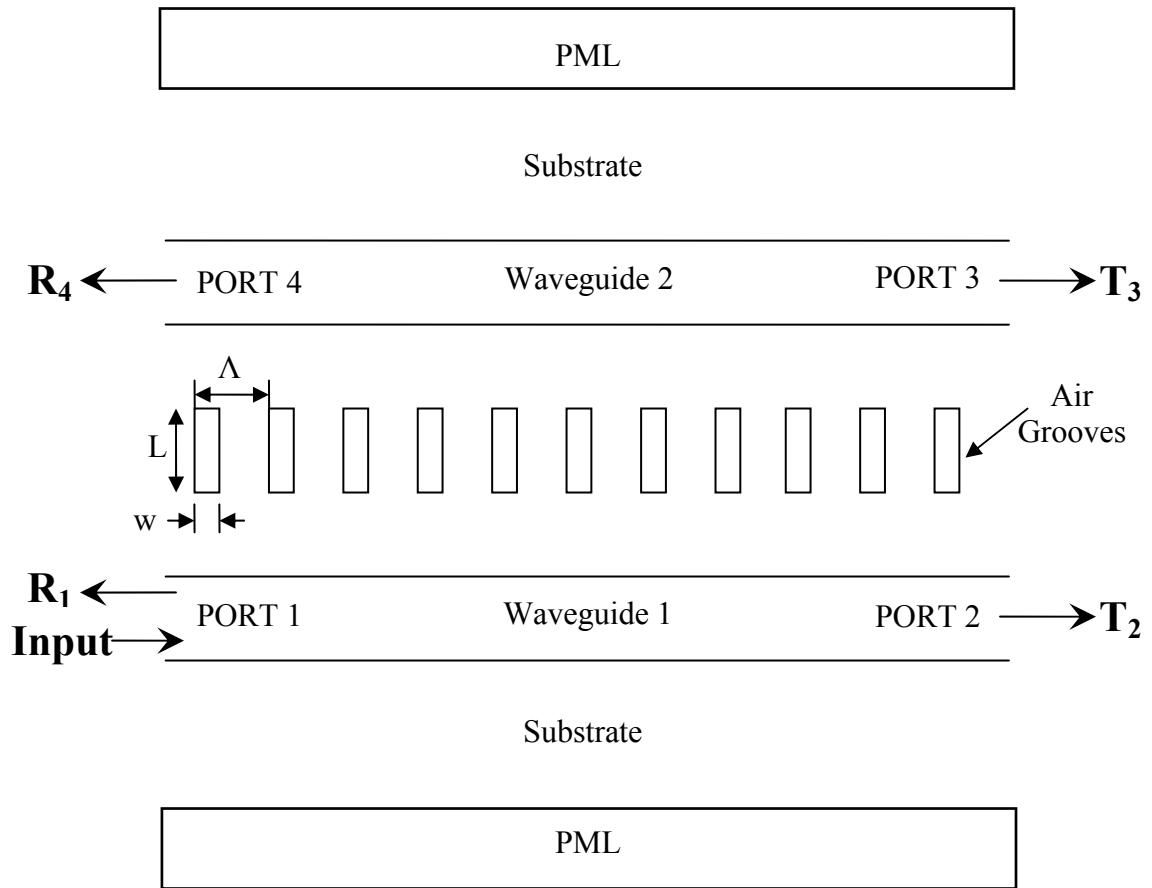 PML
Substrate
R4 PORT 4 Waveguide 2 PORT 3 T3
Λ
L
w
Air
Grooves
R1
Input
PORT 1 Waveguide 1 PORT 2 T2
Substrate
PML